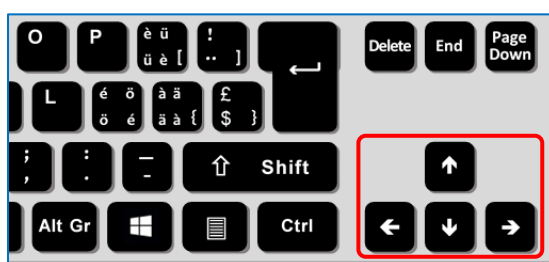 O P è ü ! Delete End Page
ü è [ ¨ ] Down
L é ö à ä £
ö é ä à { $ }
; : _ ⇧ Shift ↑
, . -
Alt Gr Ctrl ← ↓ →